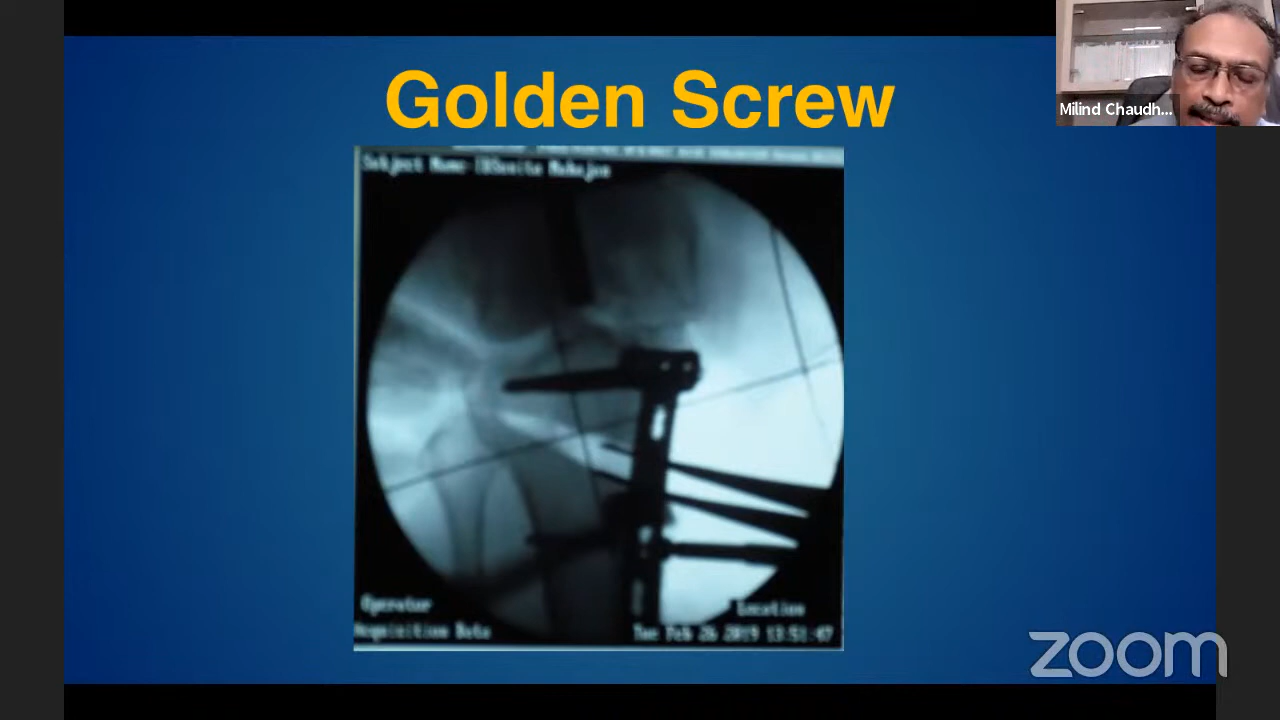 Golden Screw
Milind Chaudh...
Subject Name
Operator
Location
Acquisition Date
Tue Feb 26 2019 13:51:47
zoom